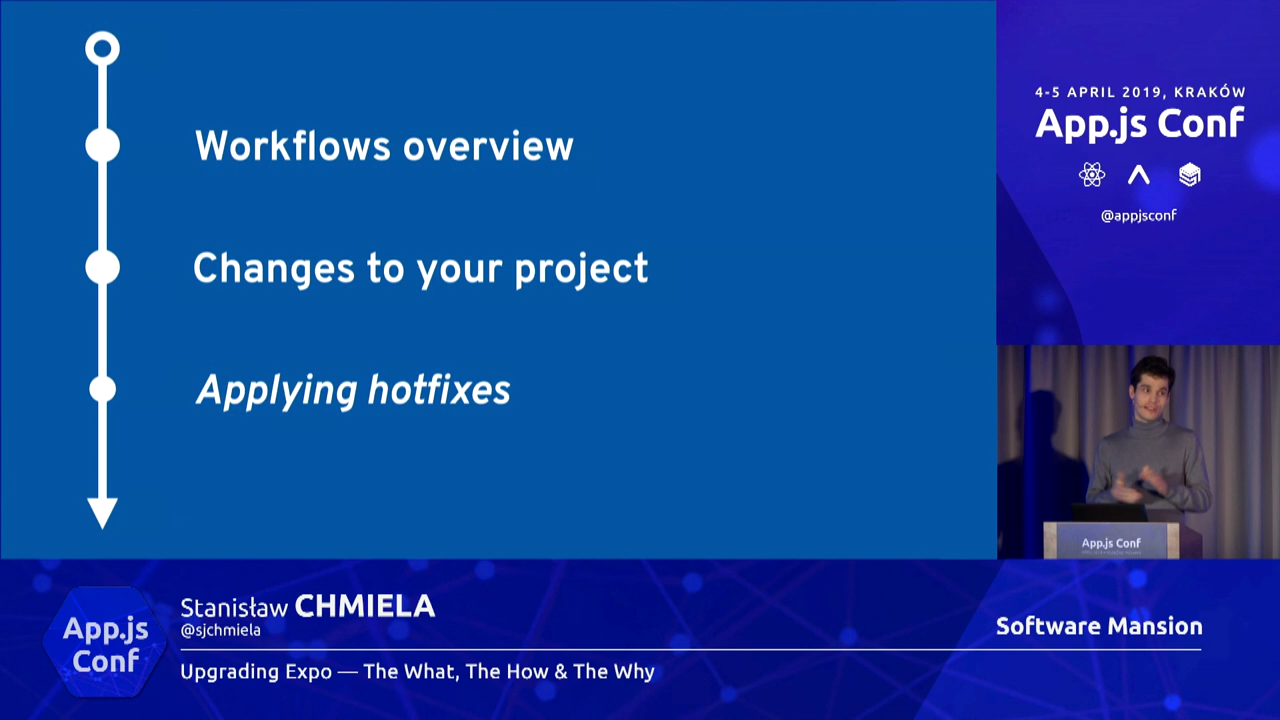 Workflows overview
Changes to your project
Applying hotfixes
4-5 APRIL 2019, KRAKÓW
App.js Conf
@appjsconf
App.js Conf
App.js
Conf
Stanisław CHMIELA
@sjchmiela
Software Mansion
Upgrading Expo — The What, The How & The Why